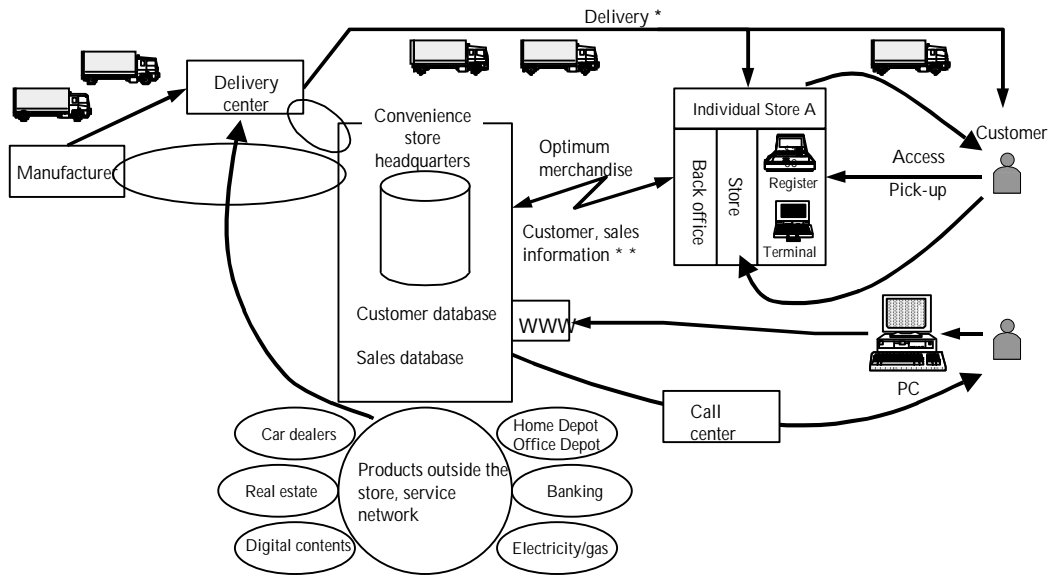 Delivery *
Delivery
center
Manufacturer
Convenience
store
headquarters
Customer database
Sales database
Optimum
merchandise
Customer, sales
information * *
Individual Store A
Back office
Store
Register
Terminal
Customer
Access
Pick-up
WWW
PC
Call
center
Car dealers
Real estate
Digital contents
Products outside the
store, service
network
Home Depot
Office Depot
Banking
Electricity/gas